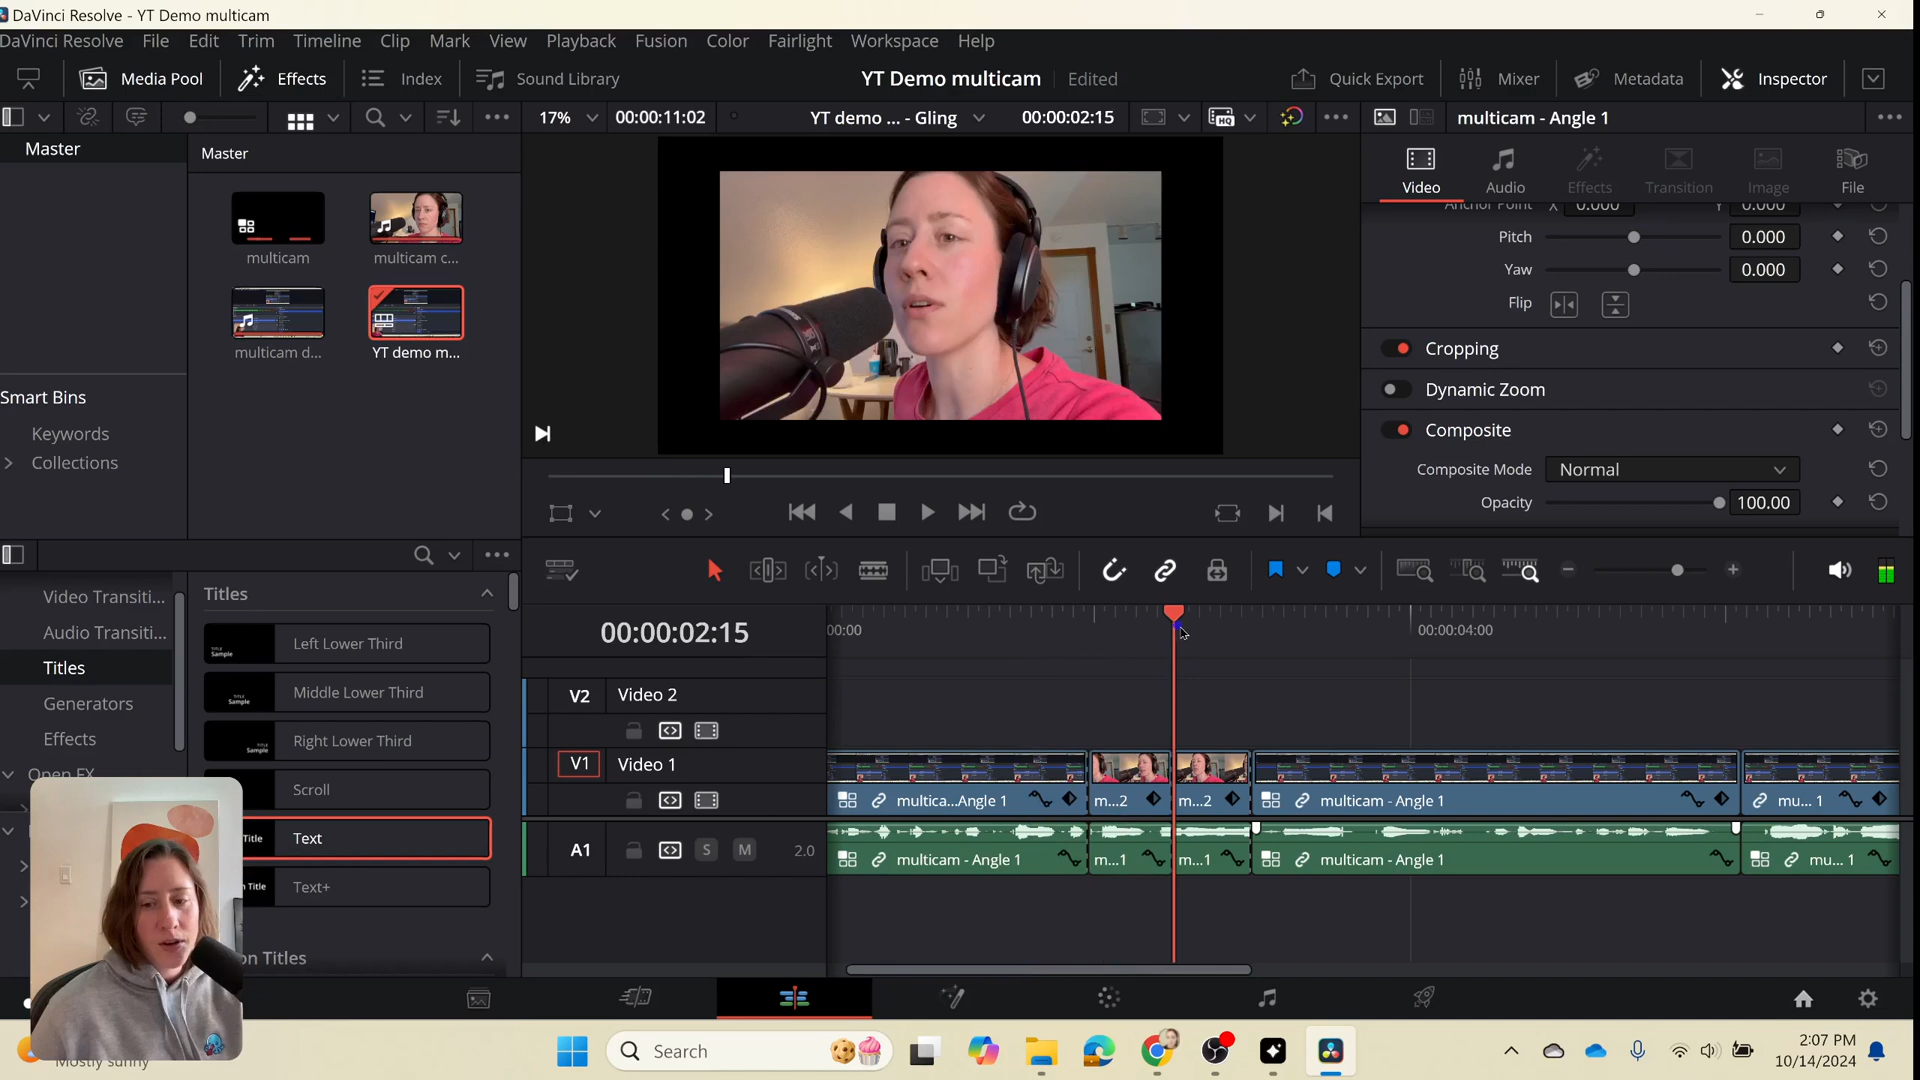 DaVinci Resolve - YT Demo multicam
DaVinci Resolve File Edit Trim Timeline Clip Mark View Playback Fusion Color Fairlight Workspace Help
Media Pool Effects Index Sound Library YT Demo multicam Edited Quick Export Mixer Metadata Inspector
17% 00:00:11:02 YT demo ... - Gling 00:00:02:15 multicam - Angle 1
Master Master
Video Audio Effects Transition Image File
Anchor Point X 0.000 Y 0.000
Pitch 0.000
multicam multicam c...
Yaw 0.000
Flip
multicam d... YT demo m...
Cropping
Dynamic Zoom
Smart Bins
Keywords
Collections
Composite
Composite Mode Normal
Opacity 100.00
Titles
Video Transiti...
Audio Transiti...
Titles
Generators
Effects
Open FX
Left Lower Third
Middle Lower Third
Right Lower Third
Scroll
Title Text
Title Text+
on Titles
00:00:02:15 00:00 00:00:04:00
V2 Video 2
V1 Video 1
multica...Angle 1 m...2 m...2 multicam - Angle 1 mu... 1
A1 S M 2.0 multicam - Angle 1 m...1 m...1 multicam - Angle 1 mu... 1
Mostly sunny
Search
2:07 PM
10/14/2024